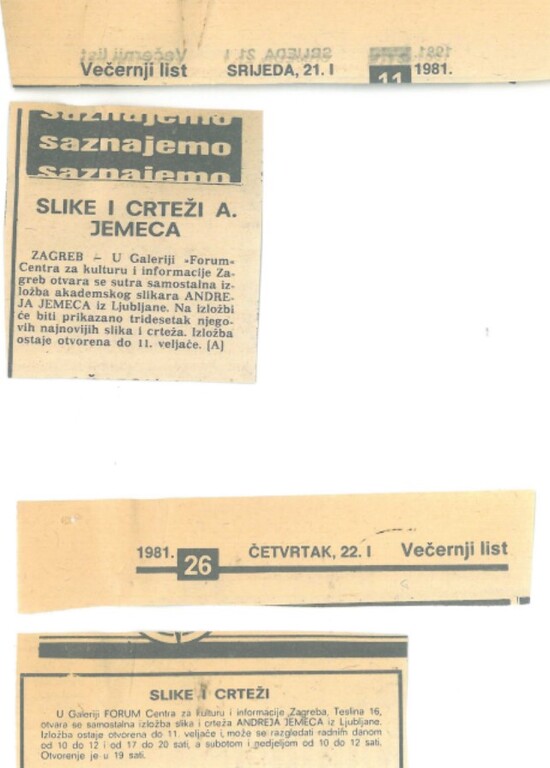 Večernji list SRIJEDA, 21. I 11 1981.
saznajemo
saznajemo
saznajemo
SLIKE I CRTEŽI A.
JEMECA
ZAGREB — U Galeriji »Forum«
Centra za kulturu i informacije Za-
greb otvara se sutra samostalna iz-
ložba akademskog slikara ANDRE-
JA JEMECA iz Ljubljane. Na izložbi
će biti prikazano tridesetak njego-
vih najnovijih slika i crteža. Izložba
ostaje otvorena do 11. veljače. (A)
1981. 26 ČETVRTAK, 22. I Večernji list
SLIKE I CRTEŽI
U Galeriji FORUM Centra za kulturu i informacije Zagreba, Teslina 16,
otvara se samostalna izložba slika i crteža ANDREJA JEMECA iz Ljubljane.
Izložba ostaje otvorena do 11. veljače i može se razgledati radnim danom
od 10 do 12 i od 17 do 20 sati, a subotom i nedjeljom od 10 do 12 sati.
Otvorenje je u 19 sati.